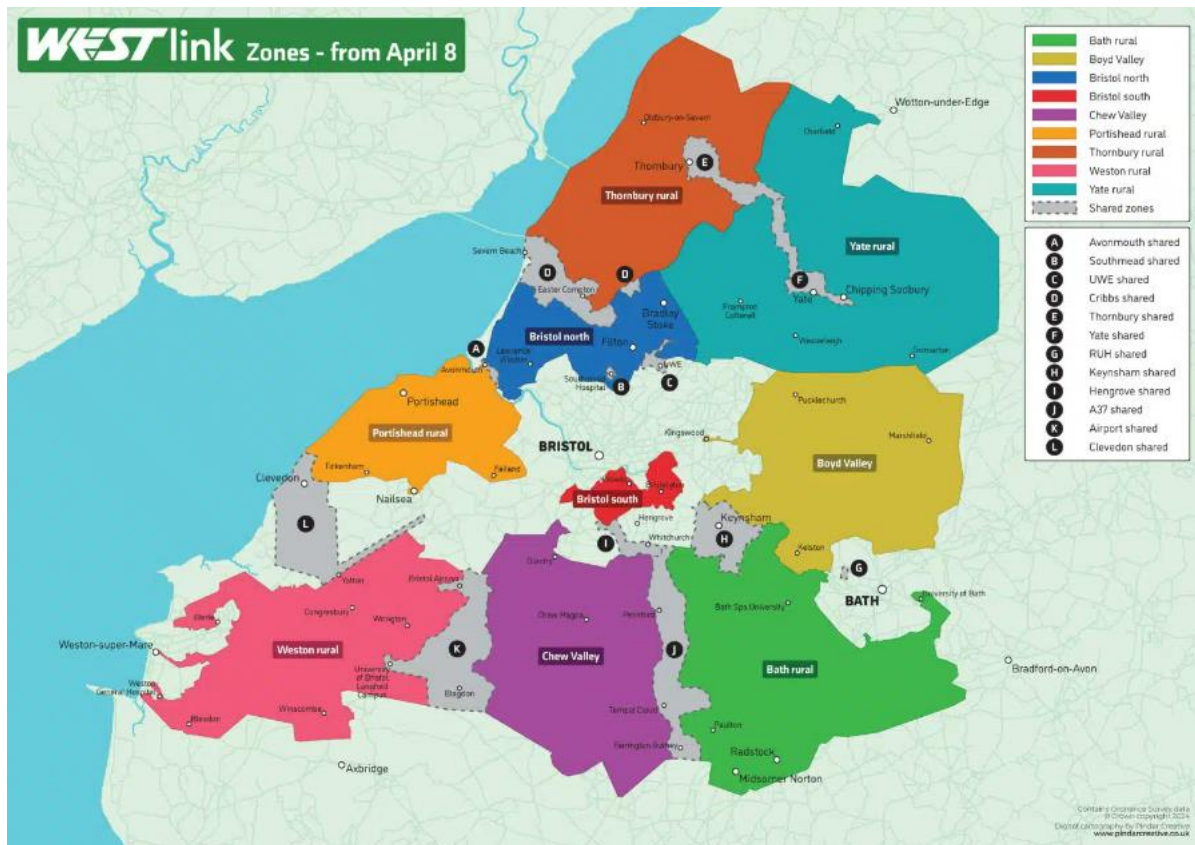 WEST link Zones - from April 8
Bath rural
Boyd Valley
Bristol north
Bristol south
Chew Valley
Portishead rural
Thornbury rural
Weston rural
Yate rural
Shared zones
A Avonmouth shared
B Southmead shared
C UWE shared
D Cribbs shared
E Thornbury shared
F Yate shared
G RUH shared
H Keynsham shared
I Hengrove shared
J A37 shared
K Airport shared
L Clevedon shared
Wotton-under-Edge
Oldbury-on-Severn
Charfield
Thornbury
E
Thornbury rural
Severn Beach
D
D
Yate rural
Easter Compton
F
Yate
Chipping Sodbury
Bradley
Stoke
Frampton
Cotterell
Bristol north
Filton
Westerleigh
A
Lawrence
Weston
Avonmouth
UWE
Southmead
Hospital
B
C
Portishead
Pucklechurch
Portishead rural
Kingswood
Marshfield
BRISTOL
Boyd Valley
Tickenham
Failand
Clevedon
Nailsea
Bristol south
Keynsham
Hengrove
L
I
Whitchurch
H
Kelston
G
Yatton
Bristol Airport
BATH
University of Bath
Congresbury
Bath Spa University
Chew Magna
Pensford
Wrington
Weston-super-Mare
Weston rural
K
Chew Valley
J
Bath rural
Bradford-on-Avon
University
of Bristol
Langford
Campus
Weston
General Hospital
Blagdon
Winscombe
Temple Cloud
Bleadon
Paulton
Farrington Gurney
Radstock
Axbridge
Midsomer Norton
Contains Ordnance Survey data
© Crown copyright 2024
Digital cartography by Pinder Creative
www.pindarcreative.co.uk